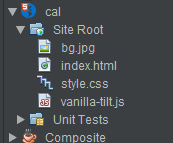 cal
Site Root
bg.jpg
index.html
style.css
vanilla-tilt.js
Unit Tests
Composite